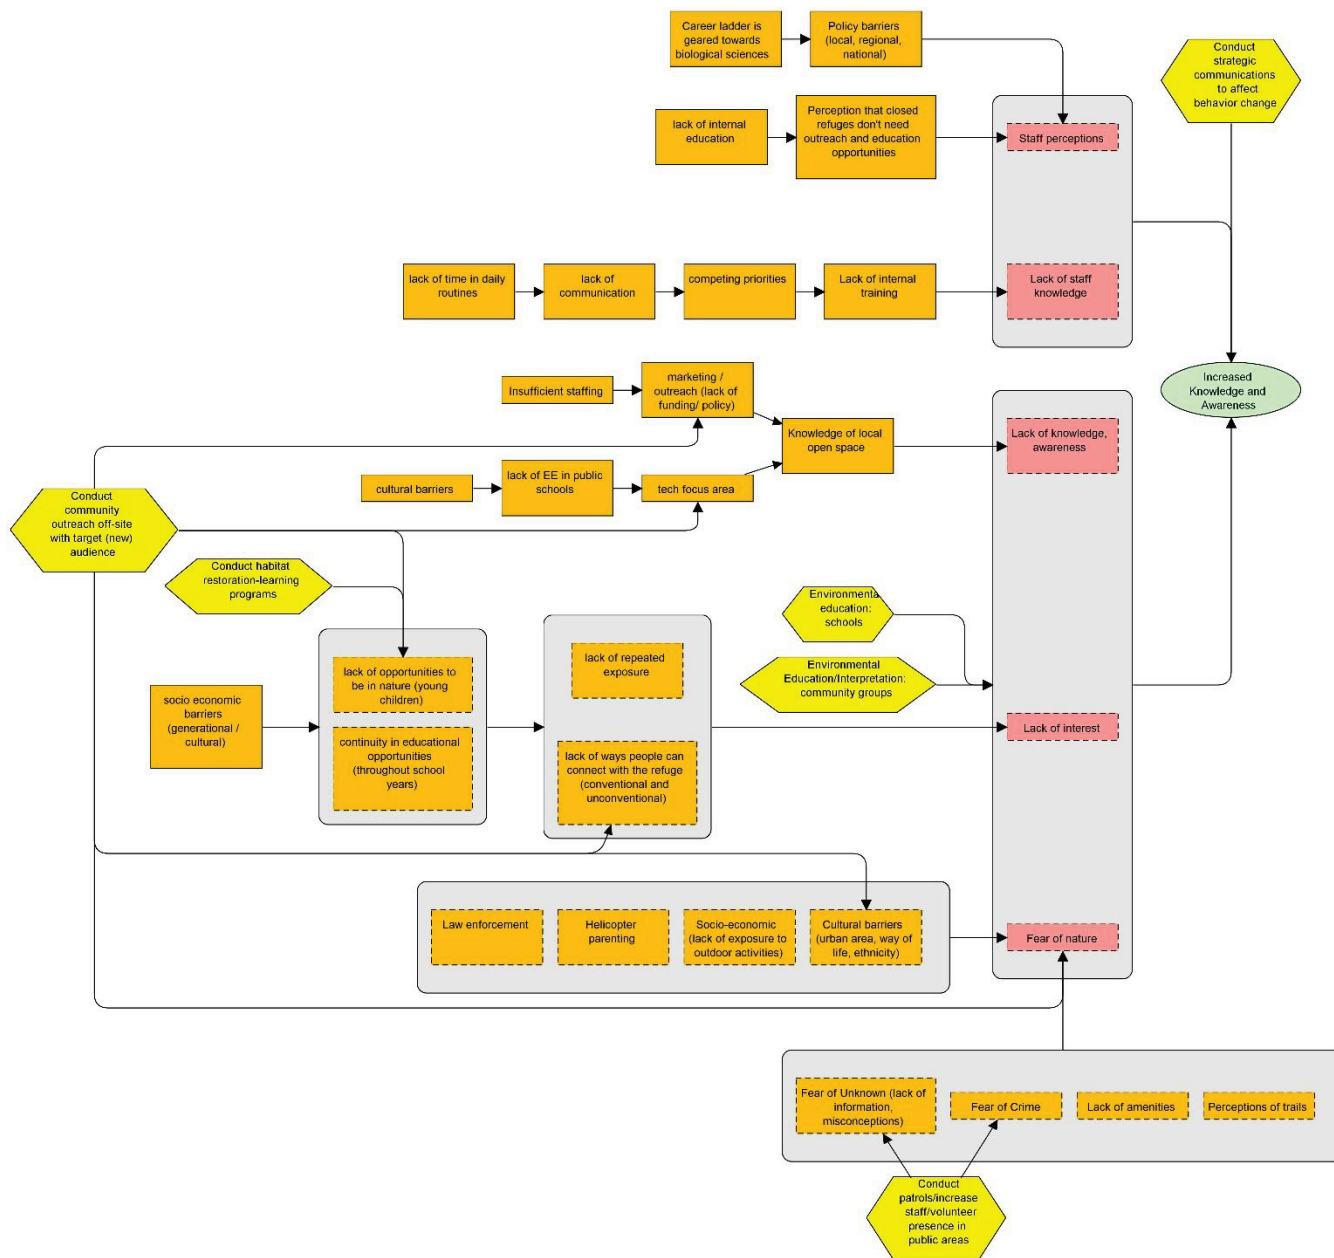 Career ladder is
geared towards
biological sciences
Policy barriers
(local, regional,
national)
Conduct
strategic
communications
to affect
behavior change
lack of internal
education
Perception that closed
refuges don't need
outreach and education
opportunities
Staff perceptions
lack of time in daily
routines
lack of
communication
competing priorities
Lack of internal
training
Lack of staff
knowledge
Insufficient staffing
marketing /
outreach (lack of
funding/ policy)
Increased
Knowledge and
Awareness
Knowledge of local
open space
Lack of knowledge,
awareness
cultural barriers
lack of EE in public
schools
tech focus area
Conduct
community
outreach off-site
with target (new)
audience
Conduct habitat
restoration-learning
programs
Environmenta
education:
schools
Environmental
Education/Interpretation:
community groups
lack of opportunities to
be in nature (young
children)
lack of repeated
exposure
socio economic
barriers
(generational /
cultural)
continuity in educational
opportunities
(throughout school
years)
lack of ways people can
connect with the refuge
(conventional and
unconventional)
Lack of interest
Law enforcement
Helicopter
parenting
Socio-economic
(lack of exposure to
outdoor activities)
Cultural barriers
(urban area, way of
life, ethnicity)
Fear of nature
Fear of Unknown (lack of
information,
misconceptions)
Fear of Crime
Lack of amenities
Perceptions of trails
Conduct
patrols/increase
staff/volunteer
presence in
public areas